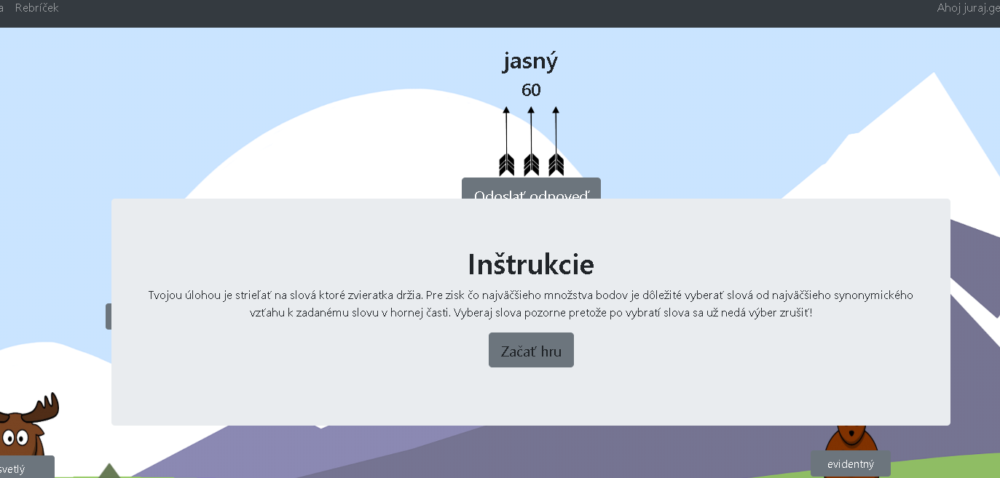 Rebríček
Ahoj juraj.ge
jasný
60
Odoslať odpoveď
Inštrukcie
Tvojou úlohou je strieľať na slová ktoré zvieratka držia. Pre zisk čo najväčšieho množstva bodov je dôležité vyberať slová od najväčšieho synonymického
vzťahu k zadanému slovu v hornej časti. Vyberaj slova pozorne pretože po vybratí slova sa už nedá výber zrušiť!
Začať hru
svetlý
evidentný